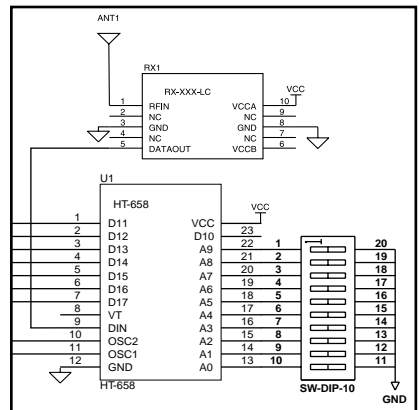 ANT1
RX1
RX-XXX-LC
VCC
1 RFIN VCCA 10
2 NC NC 9
3 GND GND 8
4 NC NC 7
5 DATAOUT VCCB 6
U1
HT-658
VCC
1 D11 VCC
2 D12 D10 23
3 D13 A9 22 1 20
4 D14 A8 21 2 19
5 D15 A7 20 3 18
6 D16 A6 19 4 17
7 D17 A5 18 5 16
8 VT A4 17 6 15
9 DIN A3 16 7 14
10 OSC2 A2 15 8 13
11 OSC1 A1 14 9 12
12 GND A0 13 10 11
HT-658
SW-DIP-10
GND